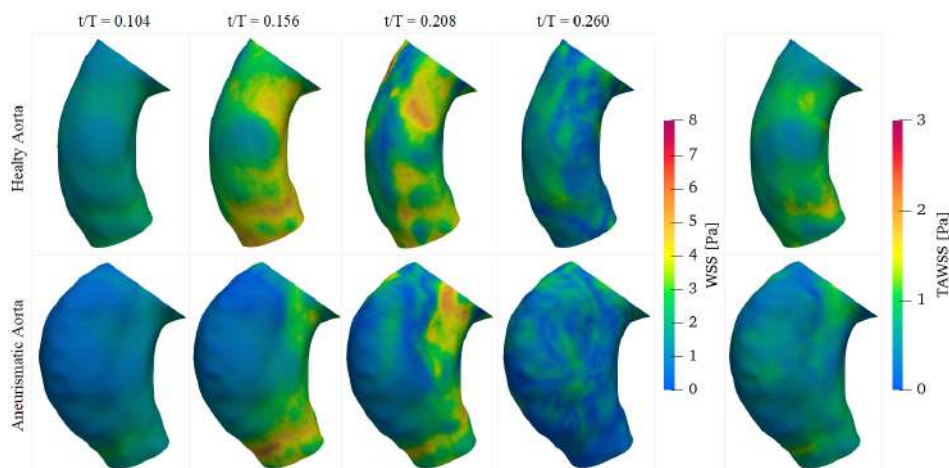 t/T = 0.104
t/T = 0.156
t/T = 0.208
t/T = 0.260
Healty Aorta
Aneurismatic Aorta
8
7
6
5
4
3
2
1
0
WSS [Pa]
3
2
1
0
TAWSS [Pa]